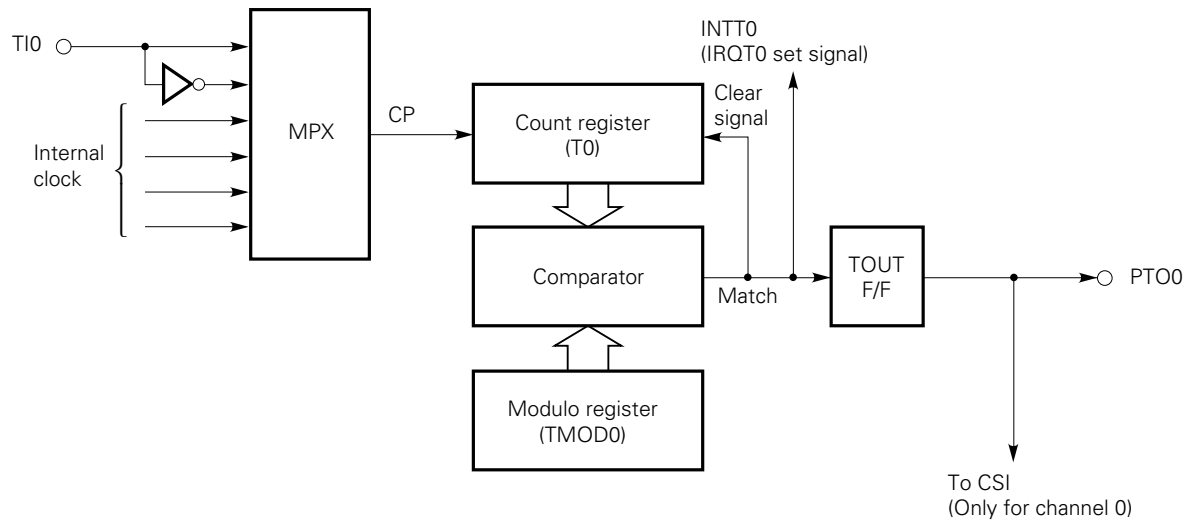 TI0
Internal
clock
MPX
CP
Count register
(T0)
Clear
signal
INTT0
(IRQT0 set signal)
Comparator
Match
Modulo register
(TMOD0)
TOUT
F/F
PTO0
To CSI
(Only for channel 0)